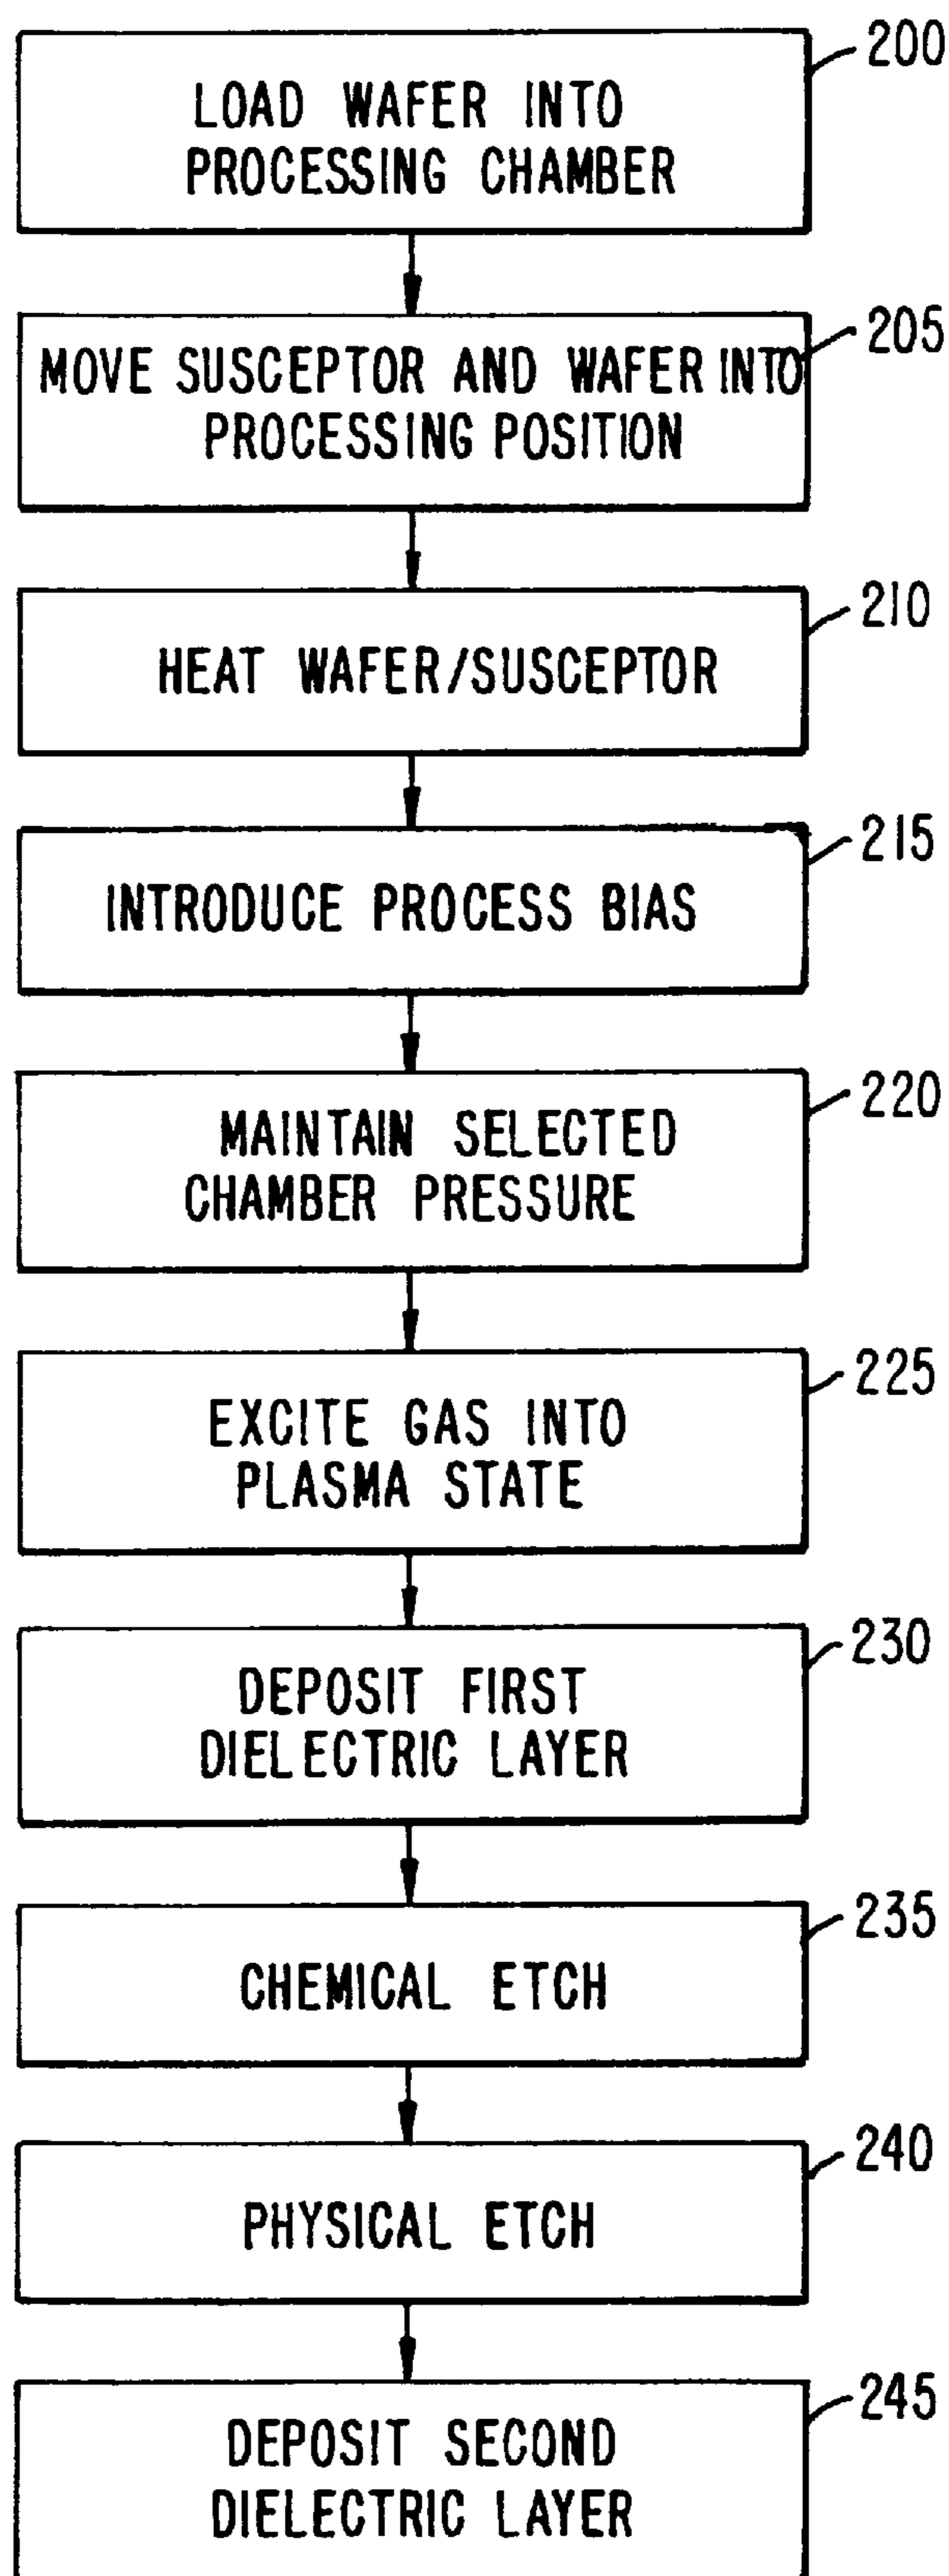 200
LOAD WAFER INTO
PROCESSING CHAMBER
205
MOVE SUSCEPTOR AND WAFER INTO
PROCESSING POSITION
210
HEAT WAFER/SUSCEPTOR
215
INTRODUCE PROCESS BIAS
220
MAINTAIN SELECTED
CHAMBER PRESSURE
225
EXCITE GAS INTO
PLASMA STATE
230
DEPOSIT FIRST
DIELECTRIC LAYER
235
CHEMICAL ETCH
240
PHYSICAL ETCH
245
DEPOSIT SECOND
DIELECTRIC LAYER